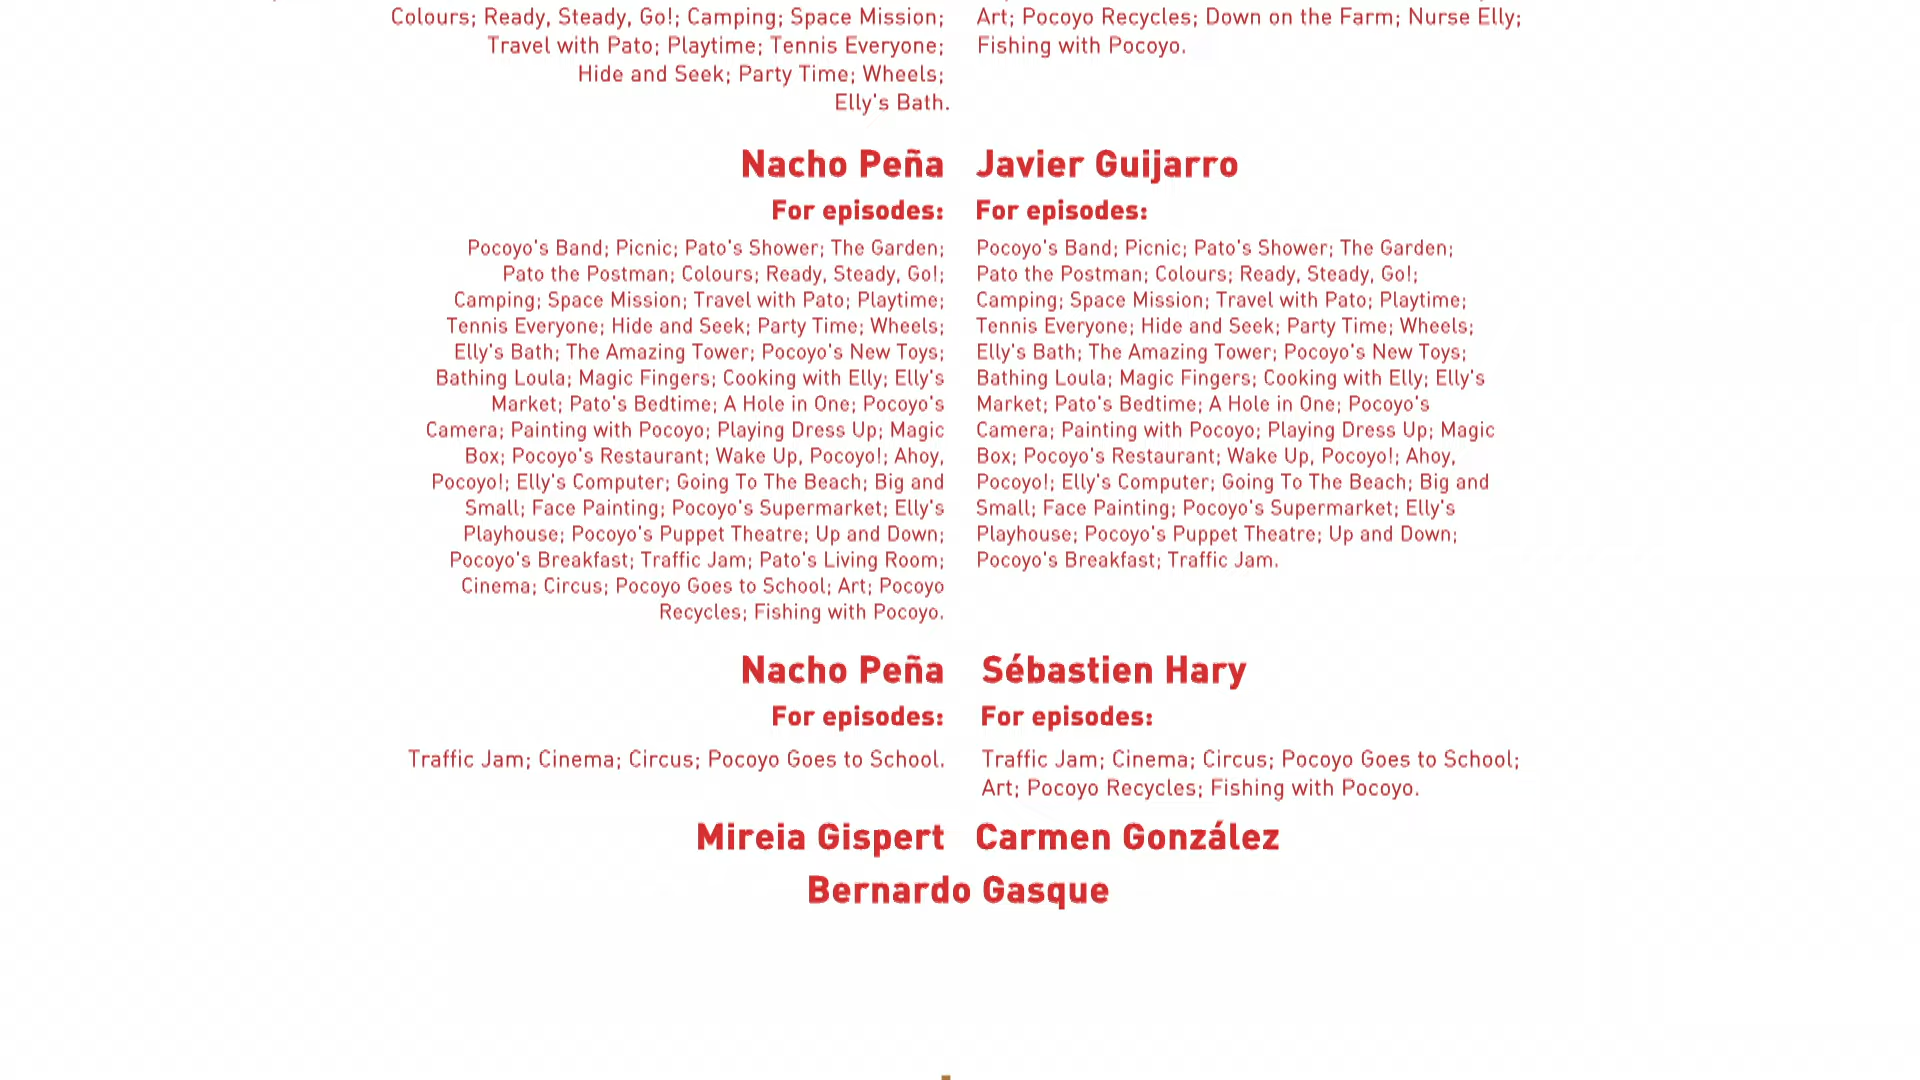 Colours; Ready, Steady, Go!; Camping; Space Mission;
Travel with Pato; Playtime; Tennis Everyone;
Hide and Seek; Party Time; Wheels;
Elly's Bath.
Art; Pocoyo Recycles; Down on the Farm; Nurse Elly;
Fishing with Pocoyo.
Nacho Peña
For episodes:
Pocoyo's Band; Picnic; Pato's Shower; The Garden;
Pato the Postman; Colours; Ready, Steady, Go!;
Camping; Space Mission; Travel with Pato; Playtime;
Tennis Everyone; Hide and Seek; Party Time; Wheels;
Elly's Bath; The Amazing Tower; Pocoyo's New Toys;
Bathing Loula; Magic Fingers; Cooking with Elly; Elly's
Market; Pato's Bedtime; A Hole in One; Pocoyo's
Camera; Painting with Pocoyo; Playing Dress Up; Magic
Box; Pocoyo's Restaurant; Wake Up, Pocoyo!; Ahoy,
Pocoyo!; Elly's Computer; Going To The Beach; Big and
Small; Face Painting; Pocoyo's Supermarket; Elly's
Playhouse; Pocoyo's Puppet Theatre; Up and Down;
Pocoyo's Breakfast; Traffic Jam; Pato's Living Room;
Cinema; Circus; Pocoyo Goes to School; Art; Pocoyo
Recycles; Fishing with Pocoyo.
Javier Guijarro
For episodes:
Pocoyo's Band; Picnic; Pato's Shower; The Garden;
Pato the Postman; Colours; Ready, Steady, Go!;
Camping; Space Mission; Travel with Pato; Playtime;
Tennis Everyone; Hide and Seek; Party Time; Wheels;
Elly's Bath; The Amazing Tower; Pocoyo's New Toys;
Bathing Loula; Magic Fingers; Cooking with Elly; Elly's
Market; Pato's Bedtime; A Hole in One; Pocoyo's
Camera; Painting with Pocoyo; Playing Dress Up; Magic
Box; Pocoyo's Restaurant; Wake Up, Pocoyo!; Ahoy,
Pocoyo!; Elly's Computer; Going To The Beach; Big and
Small; Face Painting; Pocoyo's Supermarket; Elly's
Playhouse; Pocoyo's Puppet Theatre; Up and Down;
Pocoyo's Breakfast; Traffic Jam.
Nacho Peña
For episodes:
Traffic Jam; Cinema; Circus; Pocoyo Goes to School.
Sébastien Hary
For episodes:
Traffic Jam; Cinema; Circus; Pocoyo Goes to School;
Art; Pocoyo Recycles; Fishing with Pocoyo.
Mireia Gispert
Carmen González
Bernardo Gasque